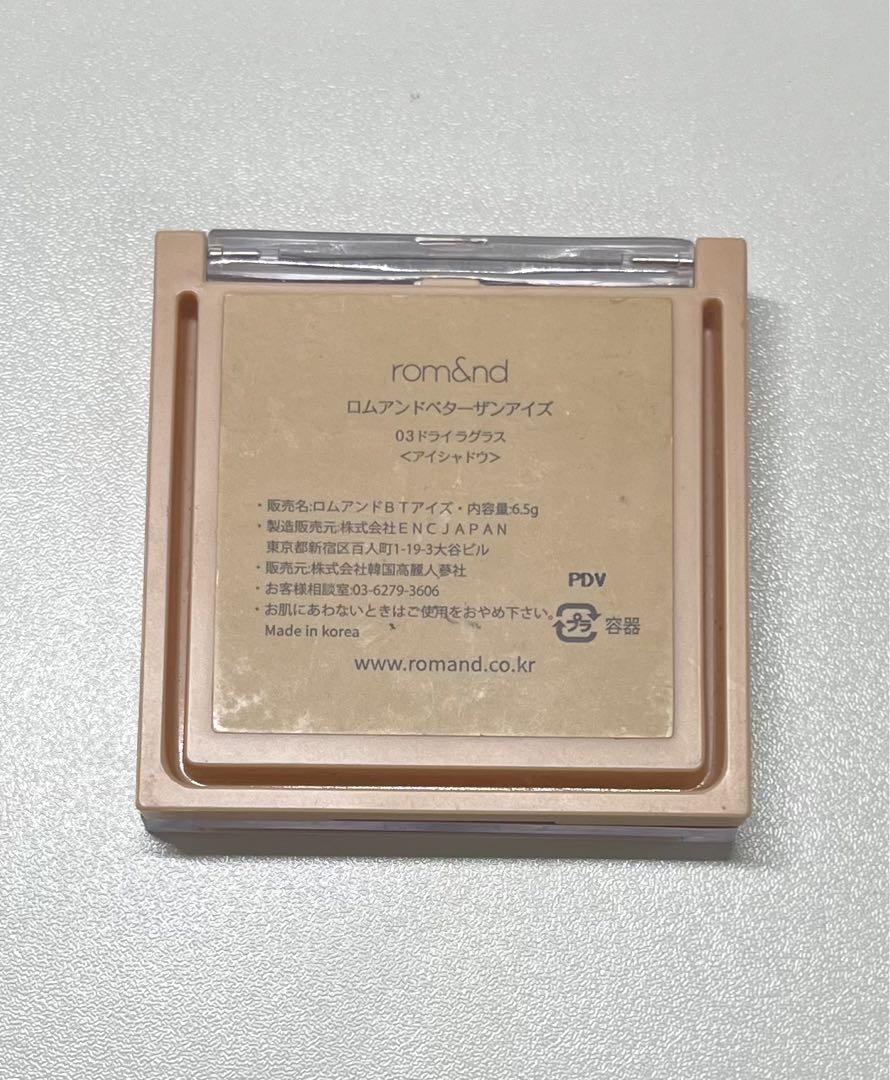 rom&nd
ロムアンドベターザンアイズ
03ドライラグラス
<アイシャドウ>
・販売名:ロムアンドＢＴアイズ・内容量:6.5g
・製造販売元:株式会社ＥＮＣＪＡＰＡＮ
東京都新宿区百人町1-19-3大谷ビル
・販売元:株式会社韓国高麗人蔘社
・お客様相談室:03-6279-3606
・お肌にあわないときはご使用をおやめ下さい。
Made in korea
PDV
プラ 容器
www.romand.co.kr